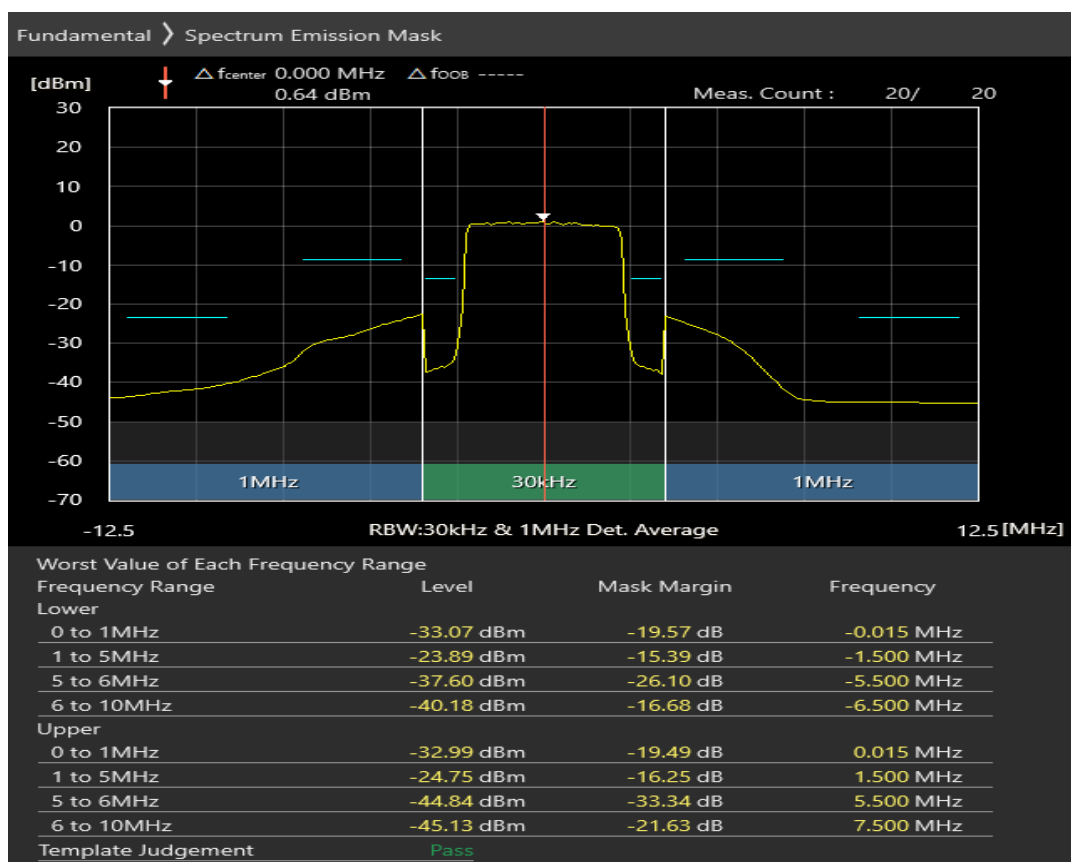 Fundamental ❯ Spectrum Emission Mask
[dBm] △ fcenter 0.000 MHz △ fOOB -----
0.64 dBm Meas. Count : 20/ 20
30
20
10
0
-10
-20
-30
-40
-50
-60
-70
1MHz 30kHz 1MHz
-12.5 RBW:30kHz & 1MHz Det. Average 12.5 [MHz]
Worst Value of Each Frequency Range
Frequency Range Level Mask Margin Frequency
Lower
0 to 1MHz -33.07 dBm -19.57 dB -0.015 MHz
1 to 5MHz -23.89 dBm -15.39 dB -1.500 MHz
5 to 6MHz -37.60 dBm -26.10 dB -5.500 MHz
6 to 10MHz -40.18 dBm -16.68 dB -6.500 MHz
Upper
0 to 1MHz -32.99 dBm -19.49 dB 0.015 MHz
1 to 5MHz -24.75 dBm -16.25 dB 1.500 MHz
5 to 6MHz -44.84 dBm -33.34 dB 5.500 MHz
6 to 10MHz -45.13 dBm -21.63 dB 7.500 MHz
Template Judgement Pass